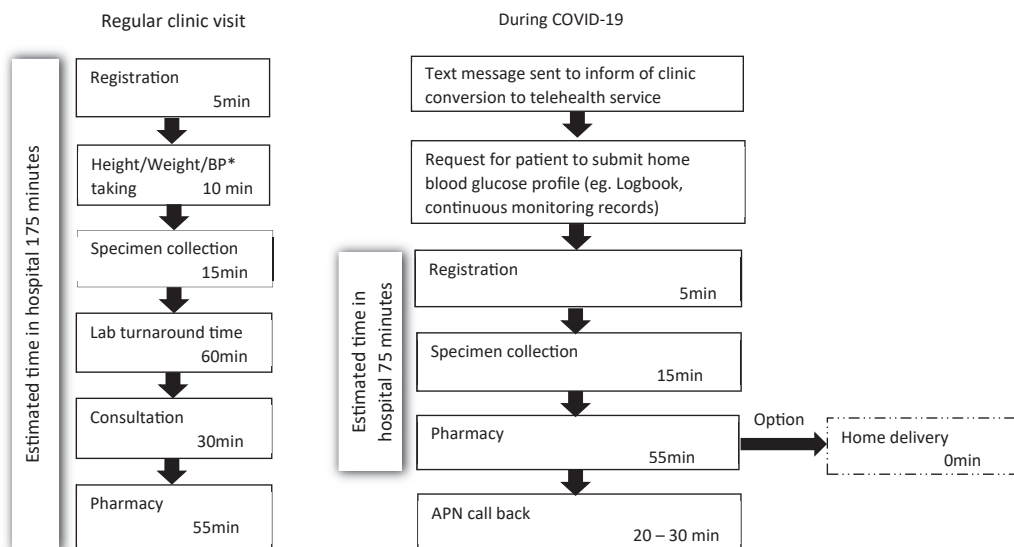 Regular clinic visit
Estimated time in hospital 175 minutes
Registration
5min
Height/Weight/BP*
taking 10 min
Specimen collection
15min
Lab turnaround time
60min
Consultation
30min
Pharmacy
55min
During COVID-19
Text message sent to inform of clinic
conversion to telehealth service
Request for patient to submit home
blood glucose profile (eg. Logbook,
continuous monitoring records)
Estimated time in
hospital 75 minutes
Registration
5min
Specimen collection
15min
Pharmacy
55min
Option
Home delivery
0min
APN call back
20 – 30 min